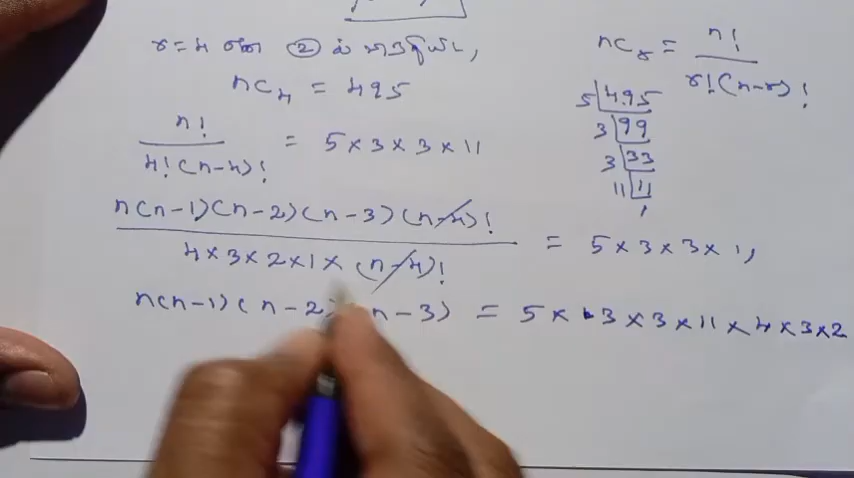 r = 4 என ② ல் பிரதியிட,
nC₄ = 495
n! / 4!(n-4)! = 5 × 3 × 3 × 11
n(n-1)(n-2)(n-3)(n-4)! / 4×3×2×1×(n-4)! = 5×3×3×1,
n(n-1)(n-2)(n-3) = 5 × 3 × 3 × 11 × 4 × 3 × 2
nCᵣ = n! / r!(n-r)!
5 | 495
3 | 99
3 | 33
11 | 11
1